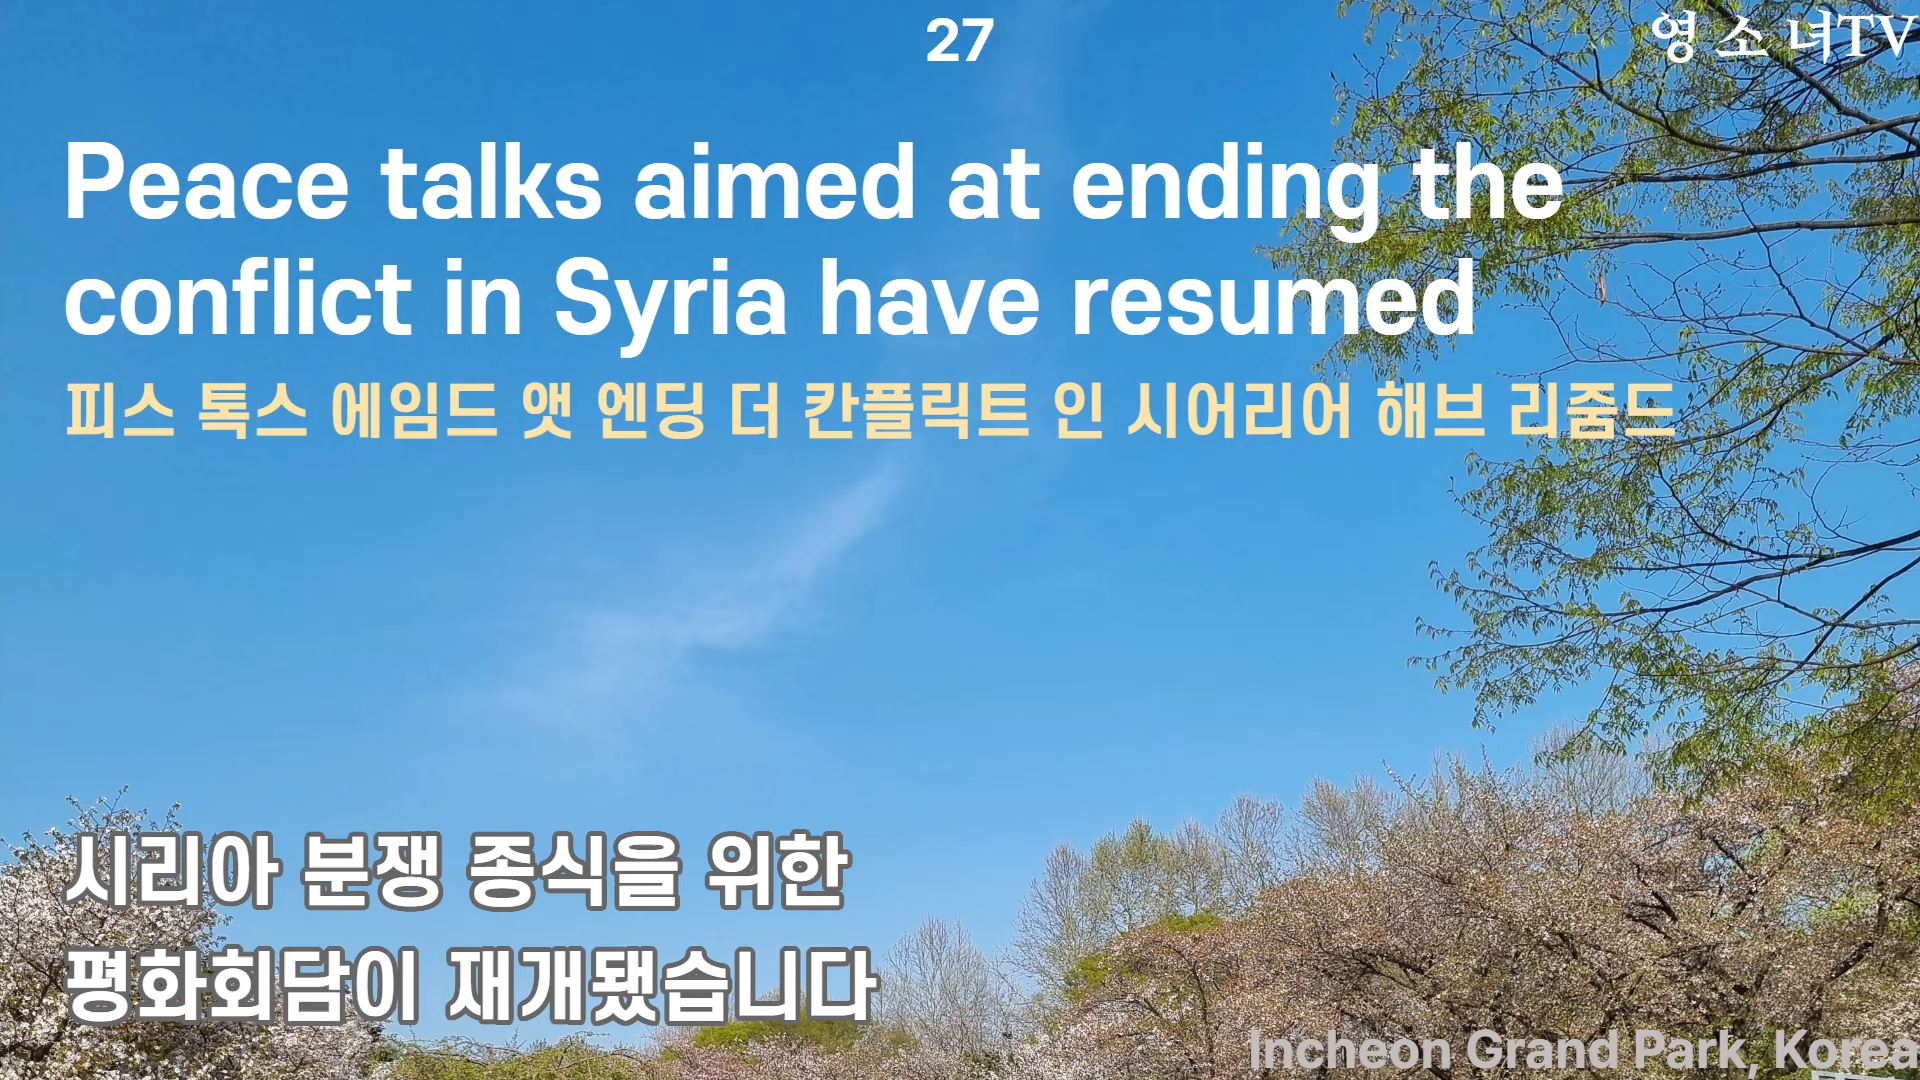 27
영 소 녀TV
Peace talks aimed at ending the
conflict in Syria have resumed
피스 톡스 에임드 앳 엔딩 더 칸플릭트 인 시어리어 해브 리줌드
시리아 분쟁 종식을 위한
평화회담이 재개됐습니다
Incheon Grand Park, Korea